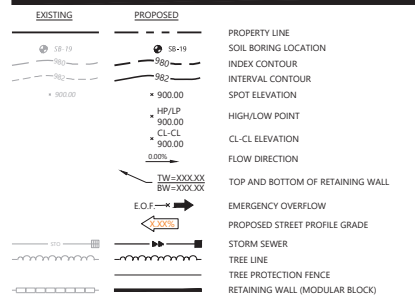 EXISTING PROPOSED
PROPERTY LINE
SB-19 SB-19 SOIL BORING LOCATION
980 980 INDEX CONTOUR
982 982 INTERVAL CONTOUR
× 900.00 × 900.00 SPOT ELEVATION
× HP/LP
900.00
HIGH/LOW POINT
× CL-CL
900.00
CL-CL ELEVATION
0.00% FLOW DIRECTION
TW=XXX.XX
BW=XXX.XX
TOP AND BOTTOM OF RETAINING WALL
E.O.F. EMERGENCY OVERFLOW
X.XX% PROPOSED STREET PROFILE GRADE
STO STORM SEWER
TREE LINE
TREE PROTECTION FENCE
RETAINING WALL (MODULAR BLOCK)